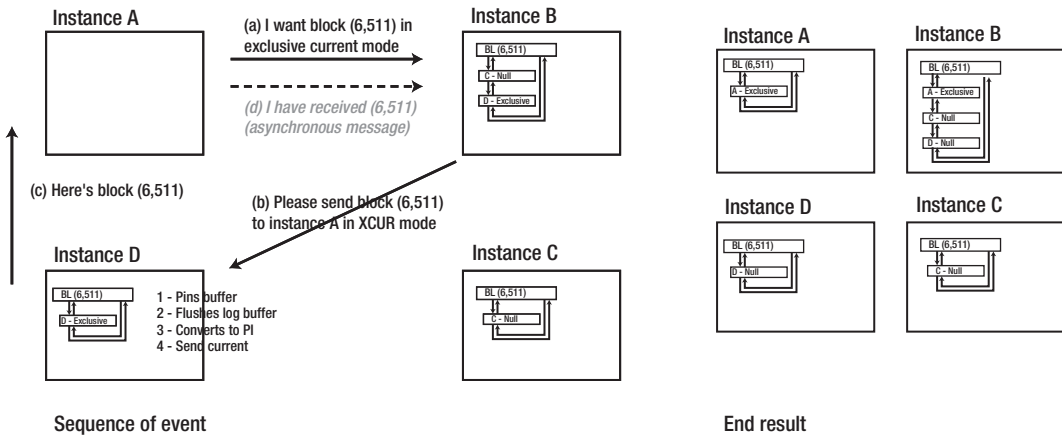 Instance A
(a) I want block (6,511) in
exclusive current mode
(d) I have received (6,511)
(asynchronous message)
Instance B
BL (6,511)
C - Null
D - Exclusive
(c) Here's block (6,511)
(b) Please send block (6,511)
to instance A in XCUR mode
Instance D
BL (6,511)
D - Exclusive
1 - Pins buffer
2 - Flushes log buffer
3 - Converts to PI
4 - Send current
Instance C
BL (6,511)
C - Null
Sequence of event
Instance A
BL (6,511)
A - Exclusive
Instance B
BL (6,511)
A - Exclusive
C - Null
D - Null
Instance D
BL (6,511)
D - Null
Instance C
BL (6,511)
C - Null
End result